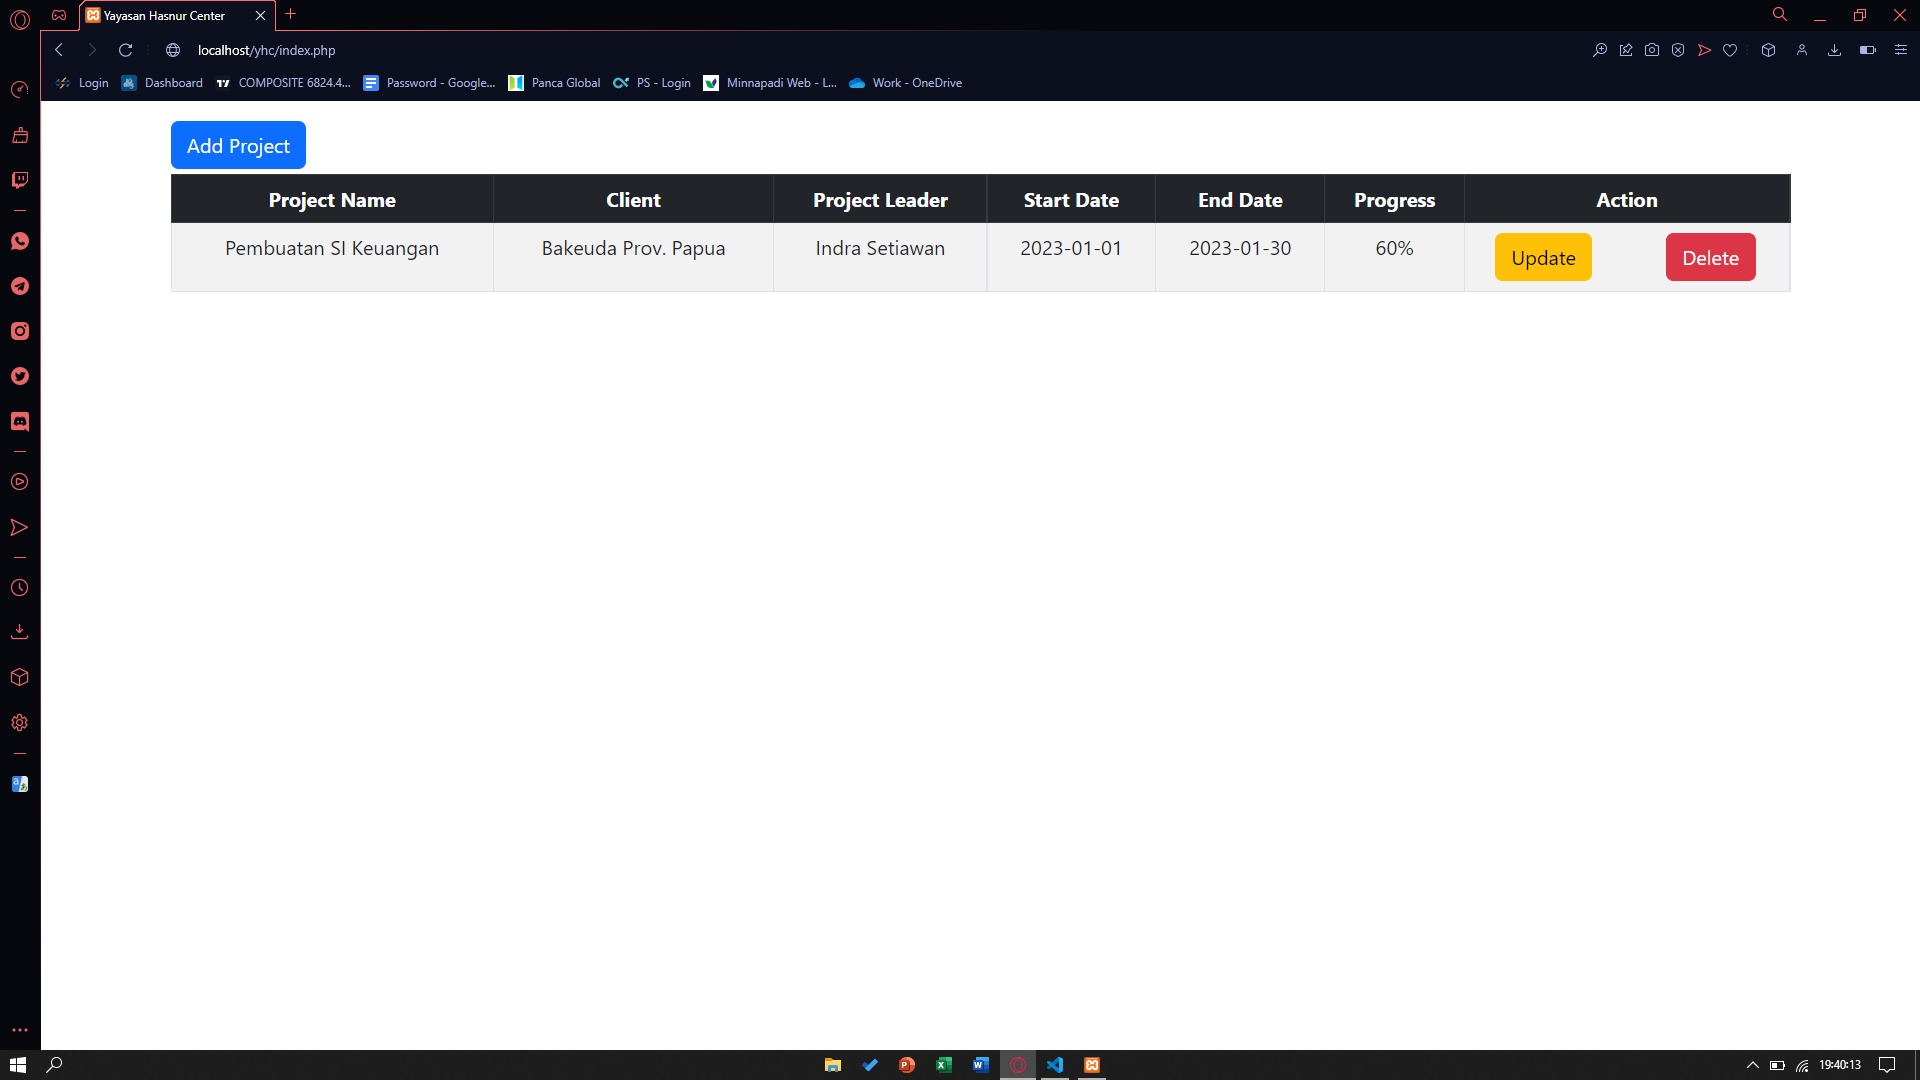 Yayasan Hasnur Center
localhost/yhc/index.php
Login Dashboard COMPOSITE 6824.4... Password - Google... Panca Global PS - Login Minnapadi Web - L... Work - OneDrive
Add Project
Project Name Client Project Leader Start Date End Date Progress Action
Pembuatan SI Keuangan Bakeuda Prov. Papua Indra Setiawan 2023-01-01 2023-01-30 60% Update Delete
19:40:13